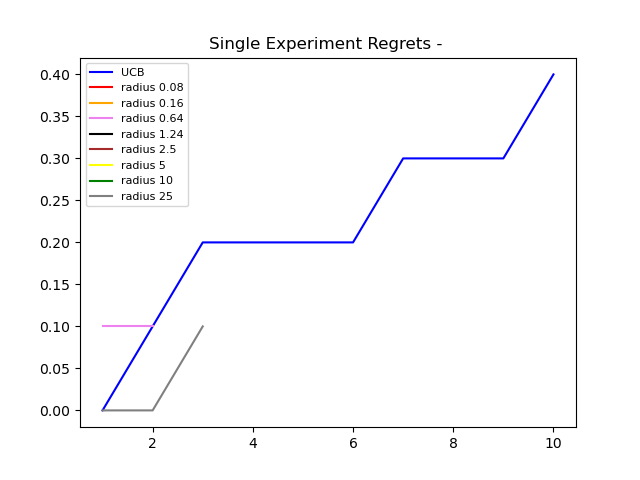 Single Experiment Regrets -
UCB
radius 0.08
radius 0.16
radius 0.64
radius 1.24
radius 2.5
radius 5
radius 10
radius 25
0.40
0.35
0.30
0.25
0.20
0.15
0.10
0.05
0.00
2 4 6 8 10